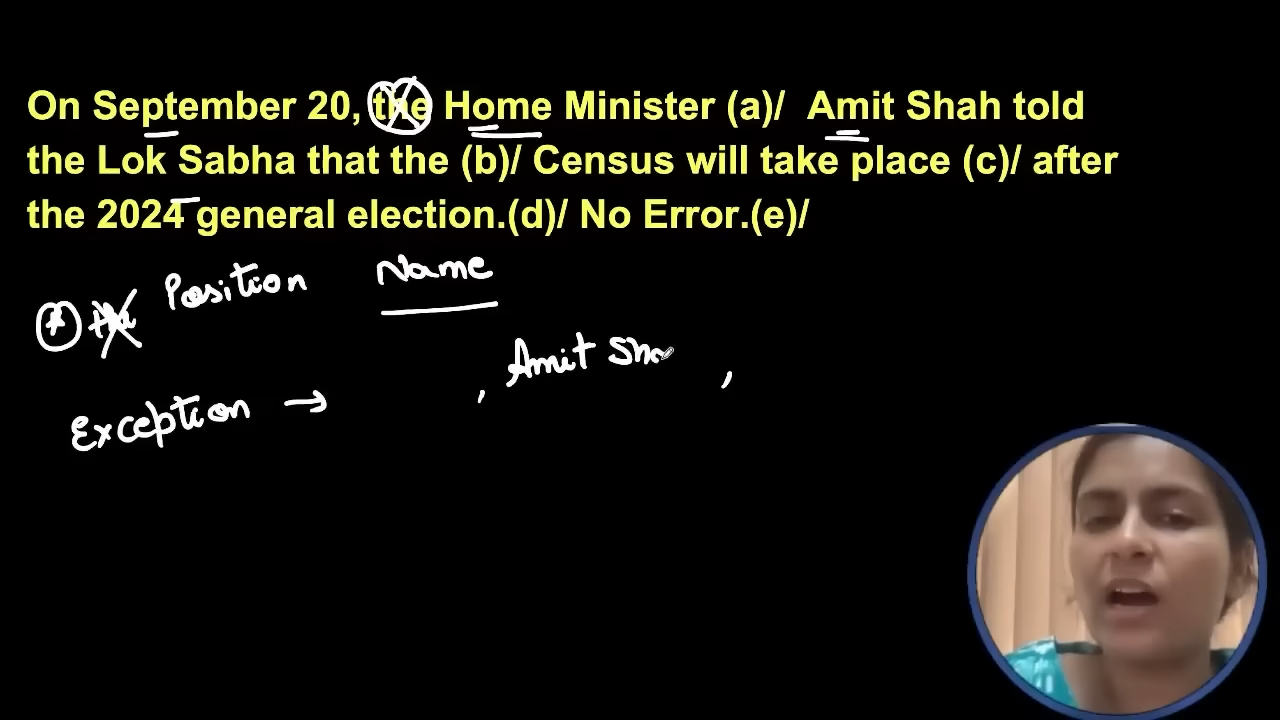 On September 20, the Home Minister (a)/ Amit Shah told
the Lok Sabha that the (b)/ Census will take place (c)/ after
the 2024 general election.(d)/ No Error.(e)/
Position Name
Exception → , Amit Sha ,